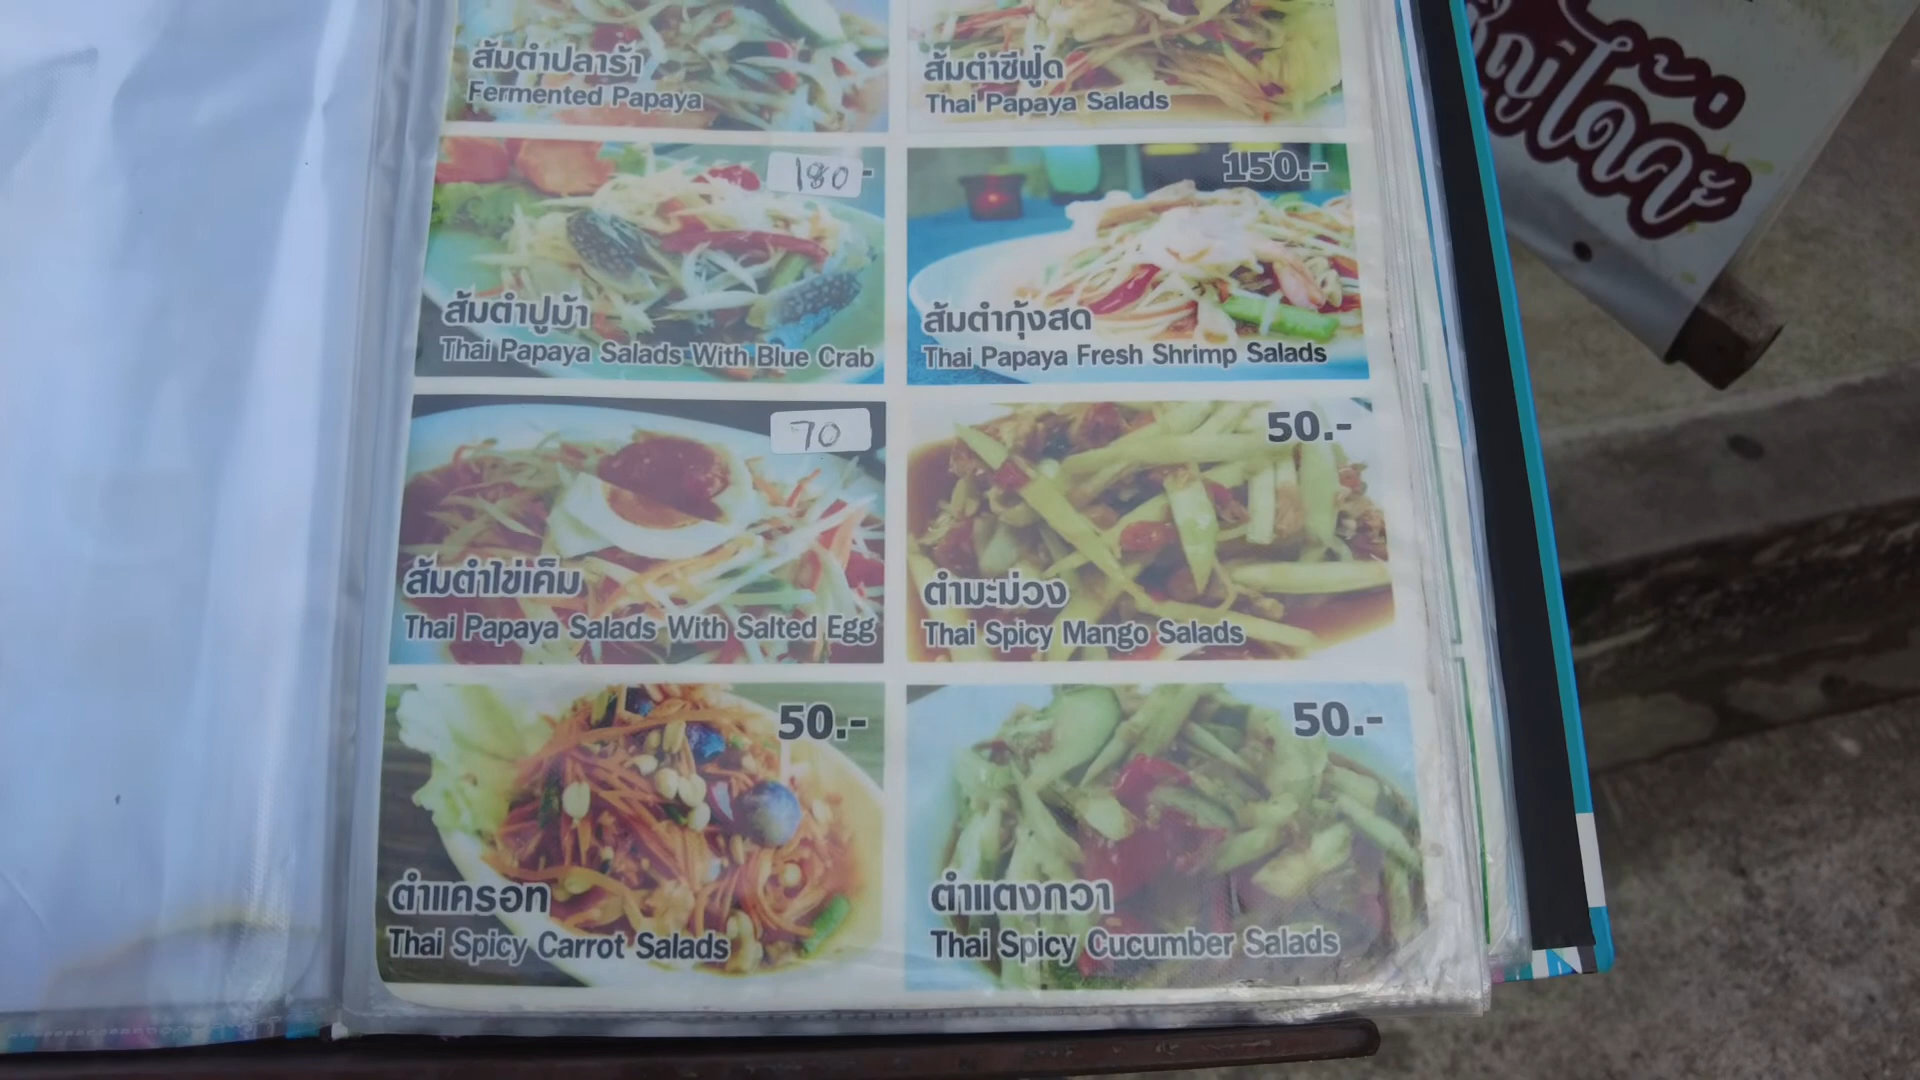 ส้มตำปลาร้า
Fermented Papaya
ส้มตำซีฟู๊ด
Thai Papaya Salads
180
-
ส้มตำปูม้า
Thai Papaya Salads With Blue Crab
150.-
ส้มตำกุ้งสด
Thai Papaya Fresh Shrimp Salads
70
ส้มตำไข่เค็ม
Thai Papaya Salads With Salted Egg
50.-
ตำมะม่วง
Thai Spicy Mango Salads
50.-
ตำแครอท
Thai Spicy Carrot Salads
50.-
ตำแตงกวา
Thai Spicy Cucumber Salads